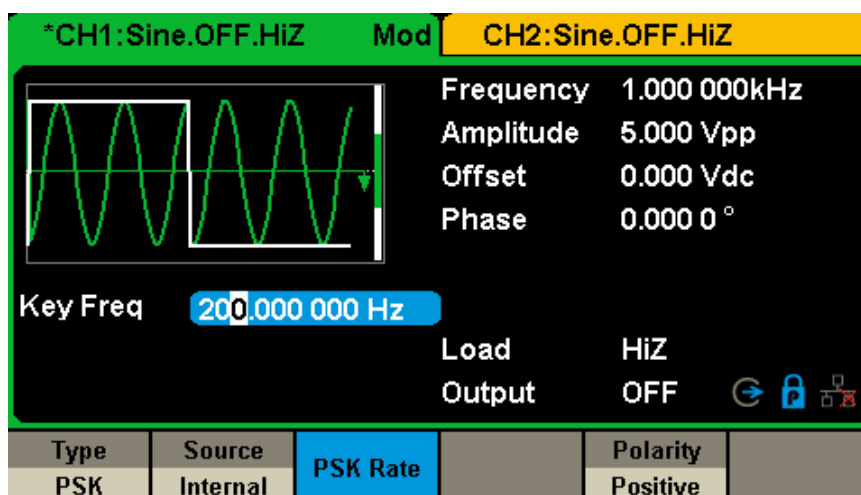 *CH1:Sine.OFF.HiZ Mod CH2:Sine.OFF.HiZ
Frequency 1.000 000kHz
Amplitude 5.000 Vpp
Offset 0.000 Vdc
Phase 0.000 0 °
Key Freq 200.000 000 Hz
Load HiZ
Output OFF P
Type Source PSK Rate Polarity
PSK Internal Positive